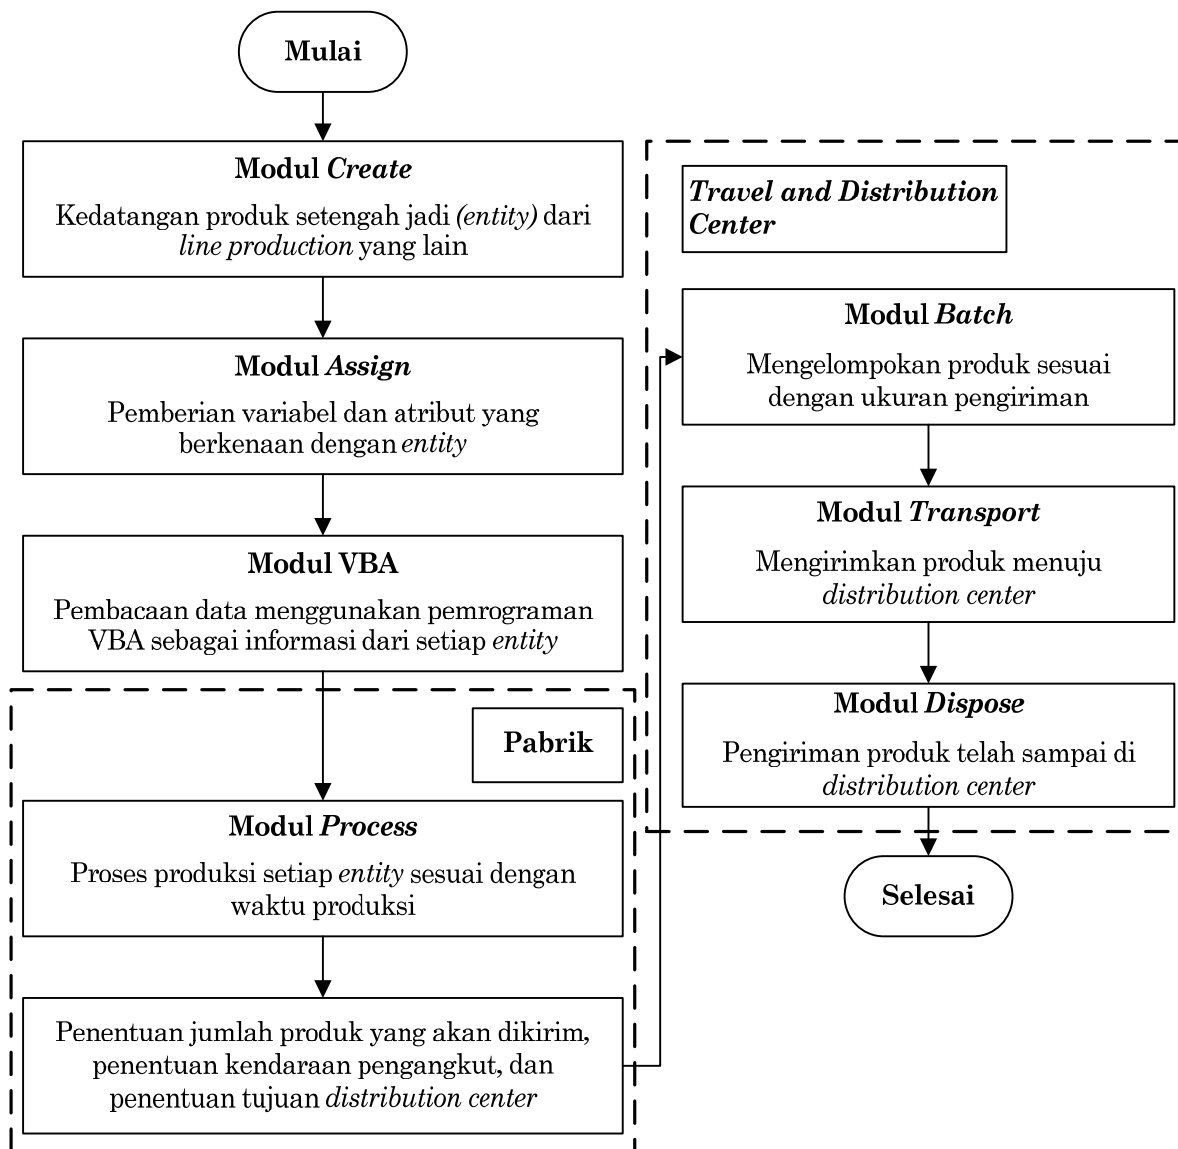 Mulai
Modul Create
Kedatangan produk setengah jadi (entity) dari
line production yang lain
Modul Assign
Pemberian variabel dan atribut yang
berkenaan dengan entity
Modul VBA
Pembacaan data menggunakan pemrograman
VBA sebagai informasi dari setiap entity
Pabrik
Modul Process
Proses produksi setiap entity sesuai dengan
waktu produksi
Penentuan jumlah produk yang akan dikirim,
penentuan kendaraan pengangkut, dan
penentuan tujuan distribution center
Travel and Distribution
Center
Modul Batch
Mengelompokan produk sesuai
dengan ukuran pengiriman
Modul Transport
Mengirimkan produk menuju
distribution center
Modul Dispose
Pengiriman produk telah sampai di
distribution center
Selesai